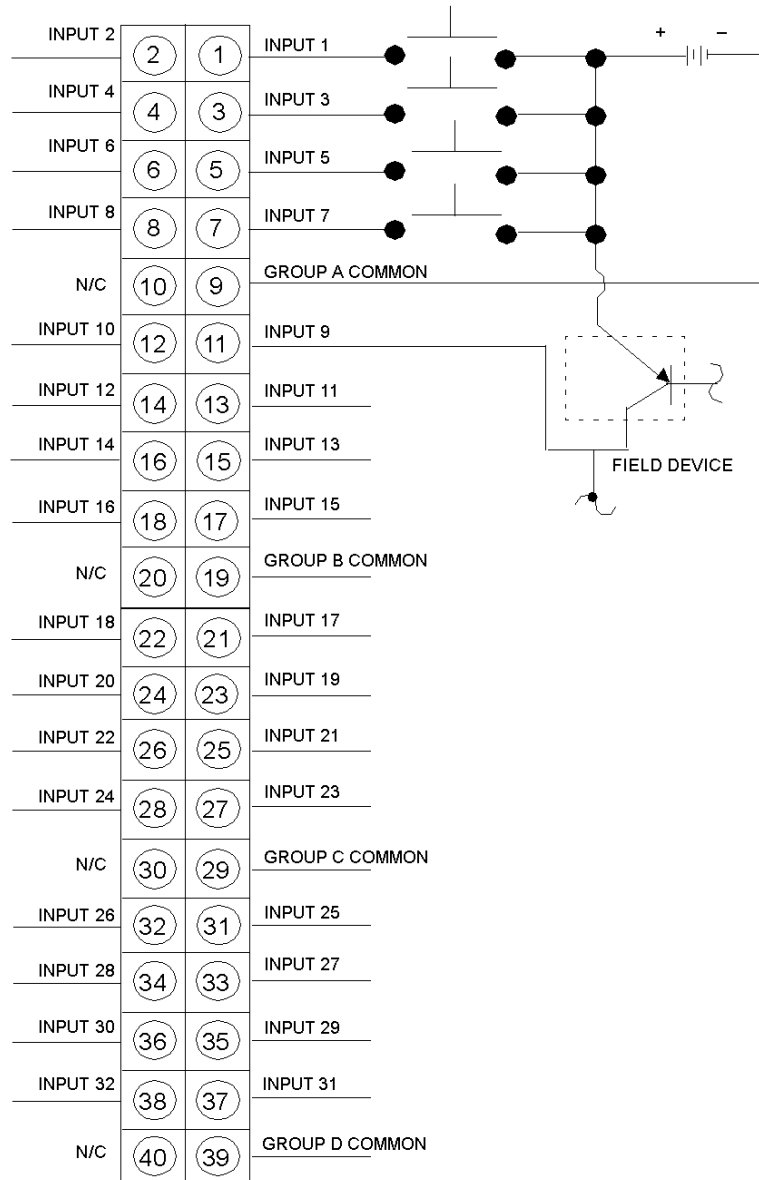 INPUT 2 2 1 INPUT 1 + −
INPUT 4 4 3 INPUT 3
INPUT 6 6 5 INPUT 5
INPUT 8 8 7 INPUT 7
N/C 10 9 GROUP A COMMON
INPUT 10 12 11 INPUT 9
INPUT 12 14 13 INPUT 11
INPUT 14 16 15 INPUT 13
FIELD DEVICE
INPUT 16 18 17 INPUT 15
N/C 20 19 GROUP B COMMON
INPUT 18 22 21 INPUT 17
INPUT 20 24 23 INPUT 19
INPUT 22 26 25 INPUT 21
INPUT 24 28 27 INPUT 23
N/C 30 29 GROUP C COMMON
INPUT 26 32 31 INPUT 25
INPUT 28 34 33 INPUT 27
INPUT 30 36 35 INPUT 29
INPUT 32 38 37 INPUT 31
N/C 40 39 GROUP D COMMON